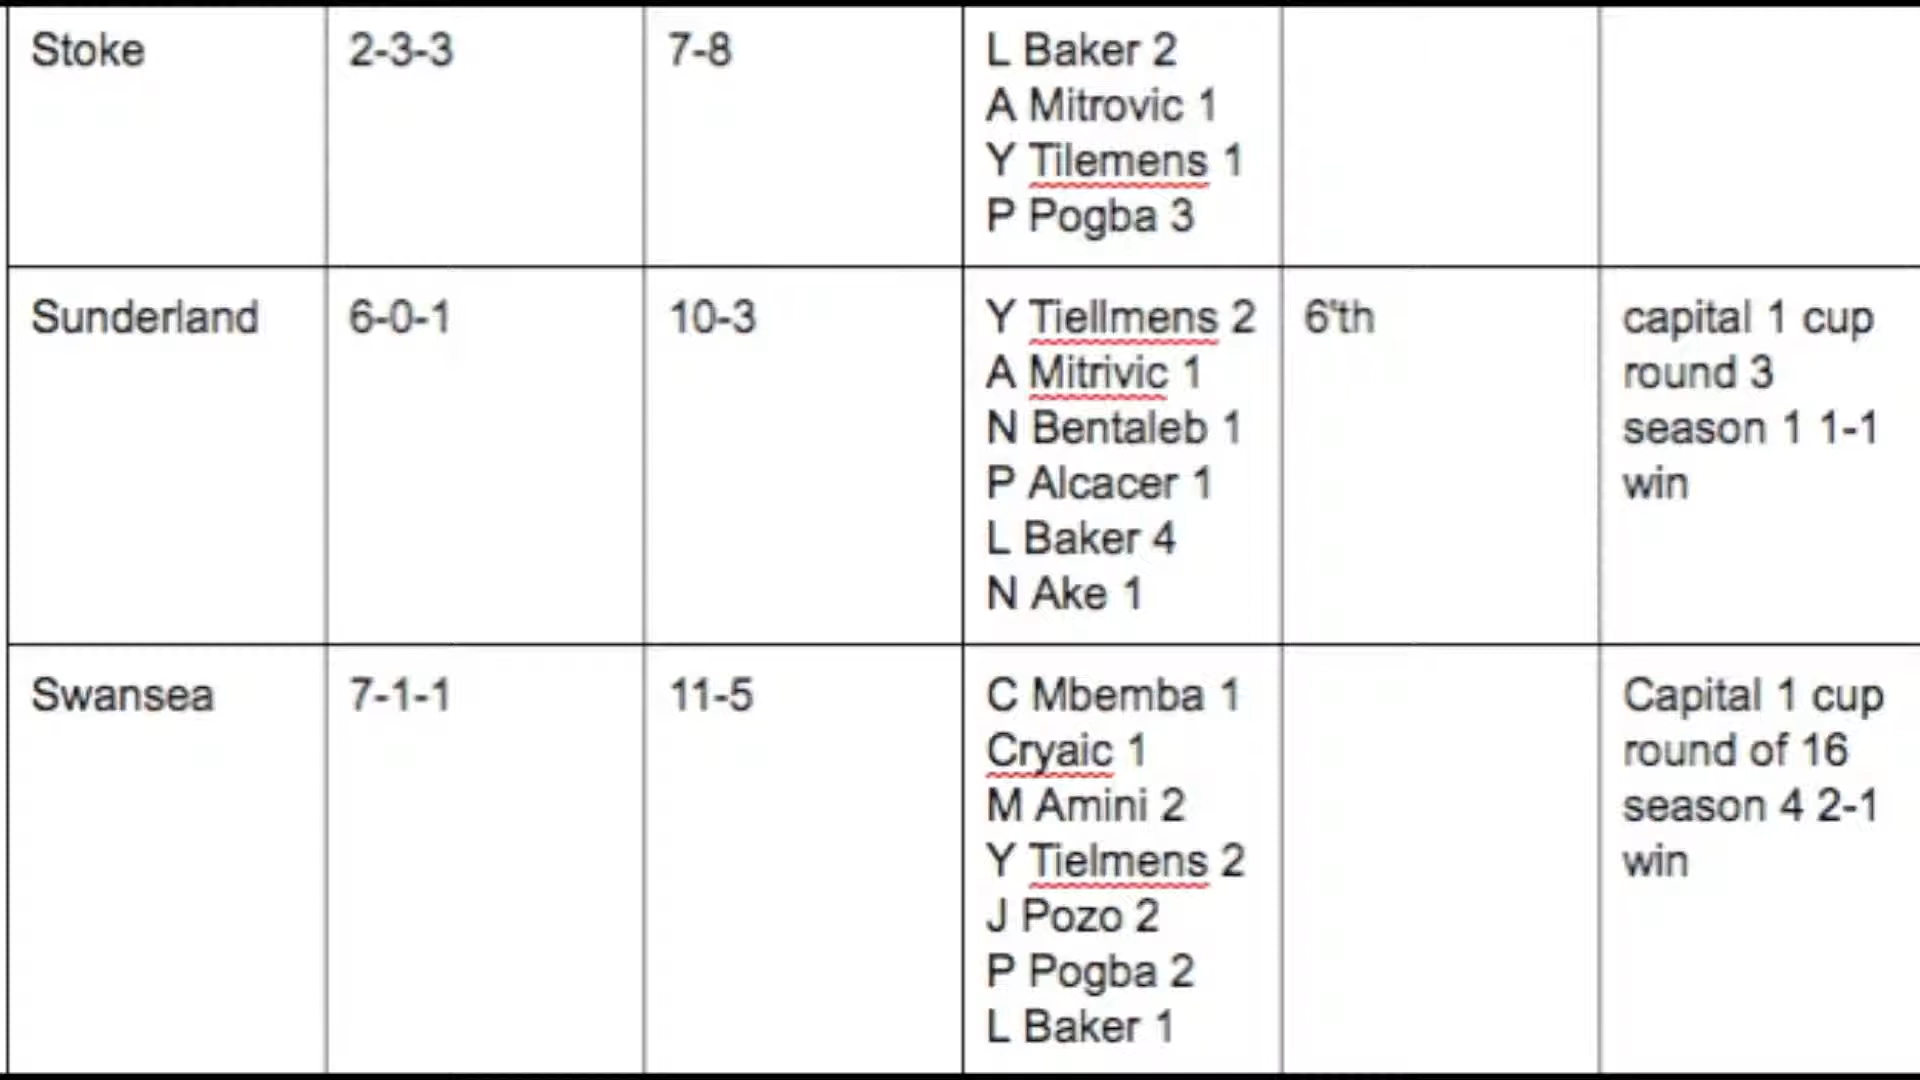 Stoke
2-3-3
7-8
L Baker 2
A Mitrovic 1
Y Tilemens 1
P Pogba 3
Sunderland
6-0-1
10-3
Y Tiellmens 2
A Mitrivic 1
N Bentaleb 1
P Alcacer 1
L Baker 4
N Ake 1
6'th
capital 1 cup
round 3
season 1 1-1
win
Swansea
7-1-1
11-5
C Mbemba 1
Cryaic 1
M Amini 2
Y Tielmens 2
J Pozo 2
P Pogba 2
L Baker 1
Capital 1 cup
round of 16
season 4 2-1
win